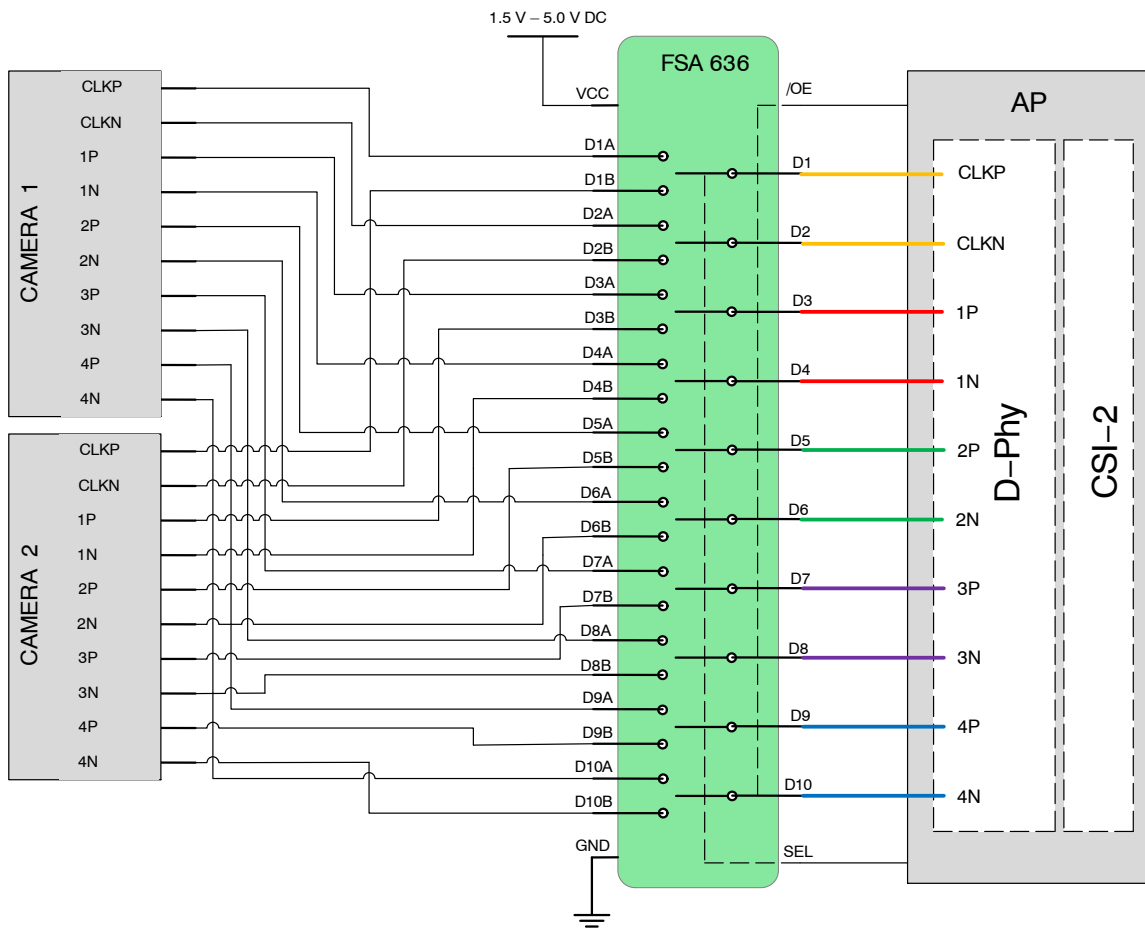 1.5 V – 5.0 V DC
FSA 636
VCC
/OE
AP
CAMERA 1
CLKP
CLKN
1P
1N
2P
2N
3P
3N
4P
4N
CAMERA 2
CLKP
CLKN
1P
1N
2P
2N
3P
3N
4P
4N
D1A
D1B
D2A
D2B
D3A
D3B
D4A
D4B
D5A
D5B
D6A
D6B
D7A
D7B
D8A
D8B
D9A
D9B
D10A
D10B
GND
D1
D2
D3
D4
D5
D6
D7
D8
D9
D10
SEL
CLKP
CLKN
1P
1N
2P
2N
3P
3N
4P
4N
D–Phy
CSI–2